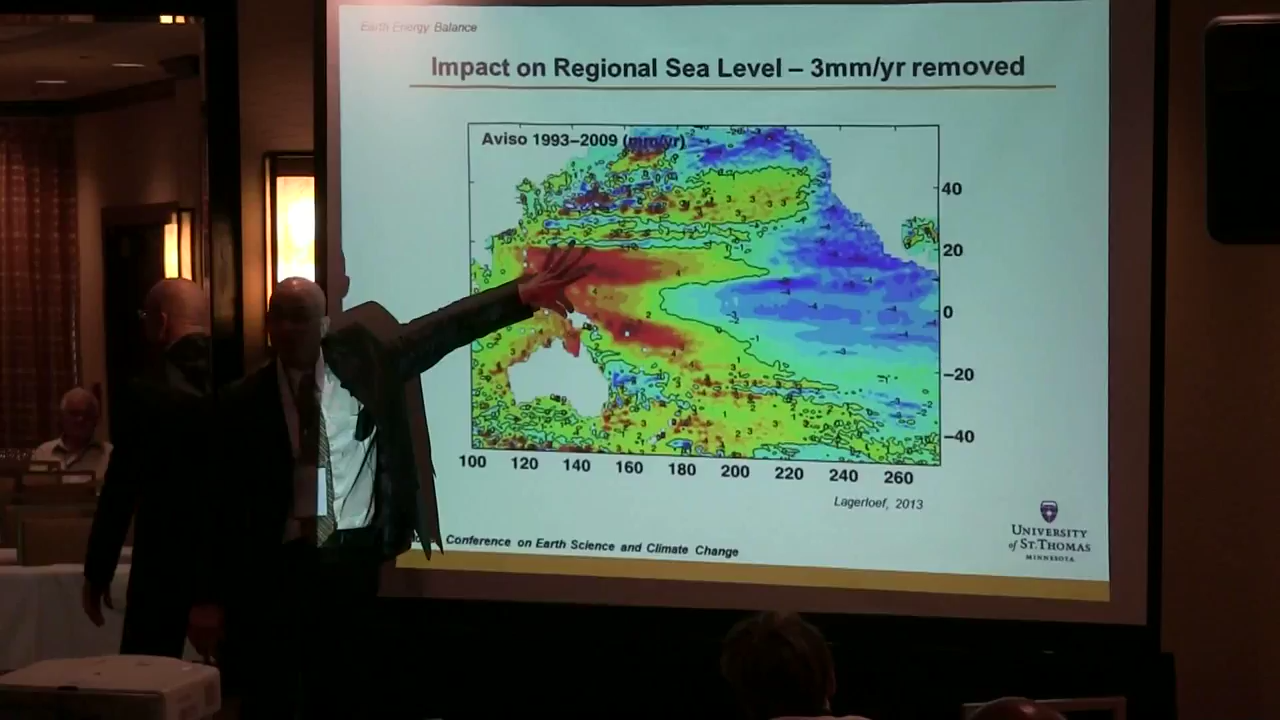 Earth Energy Balance
Impact on Regional Sea Level – 3mm/yr removed
Aviso 1993–2009 (mm/yr)
40
20
0
–20
–40
100 120 140 160 180 200 220 240 260
Lagerloef, 2013
UNIVERSITY
of ST. THOMAS
MINNESOTA
Conference on Earth Science and Climate Change